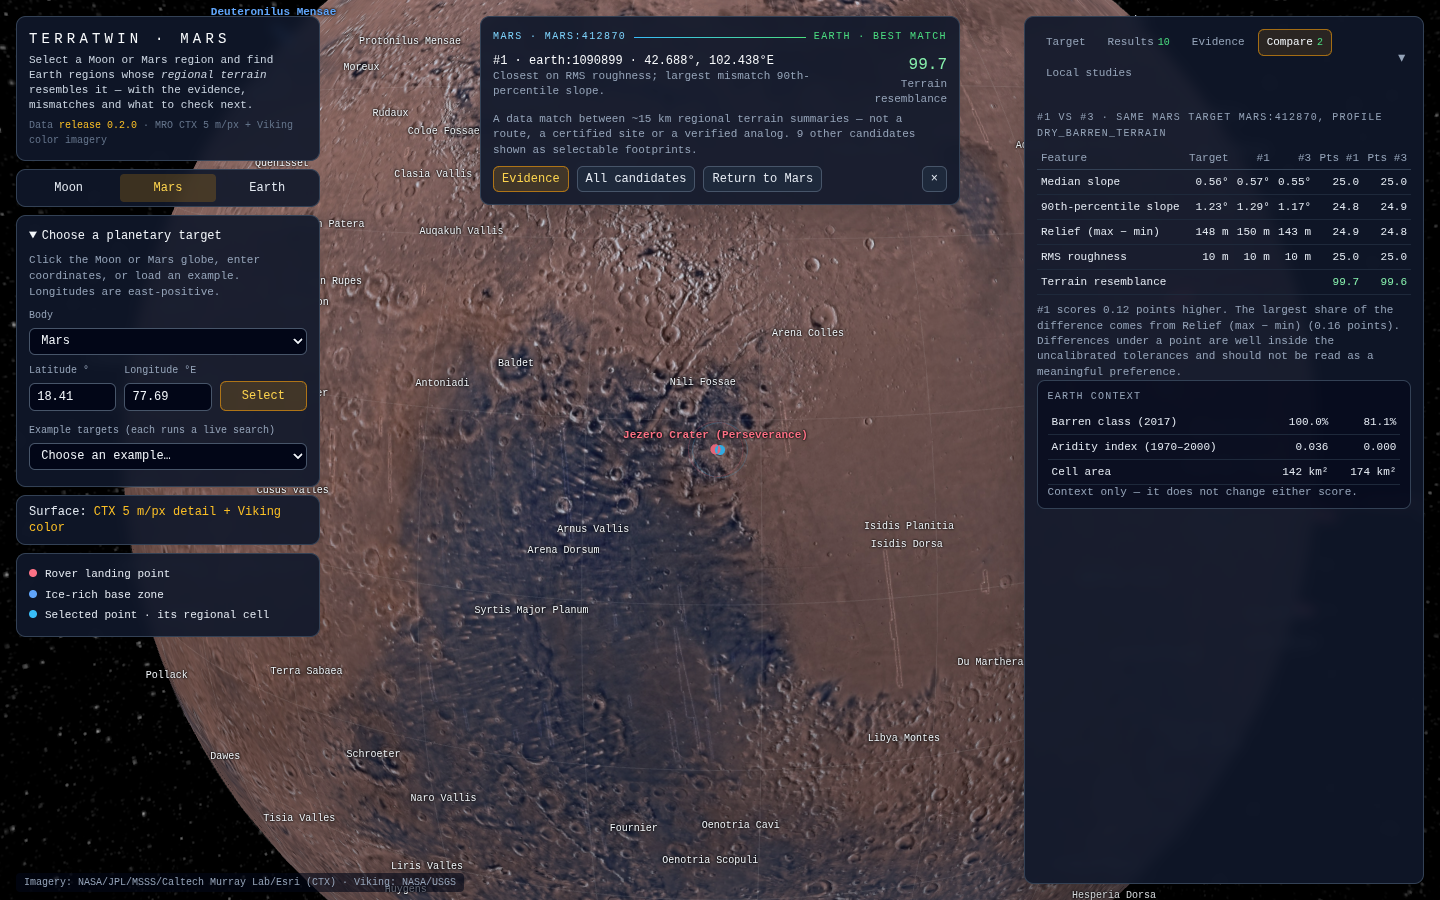 Deuteronilus Mensae
TERRATWIN · MARS
Select a Moon or Mars region and find
Earth regions whose regional terrain
resembles it — with the evidence,
mismatches and what to check next.
Data release 0.2.0 · MRO CTX 5 m/px + Viking
color imagery
Moon
Mars
Earth
▼ Choose a planetary target
Click the Moon or Mars globe, enter
coordinates, or load an example.
Longitudes are east-positive.
Body
Mars
Latitude °
Longitude °E
18.41
77.69
Select
Example targets (each runs a live search)
Choose an example…
Surface: CTX 5 m/px detail + Viking
color
Rover landing point
Ice-rich base zone
Selected point · its regional cell
MARS · MARS:412870
EARTH · BEST MATCH
#1 · earth:1090899 · 42.688°, 102.438°E
99.7
Closest on RMS roughness; largest mismatch 90th-
percentile slope.
Terrain
resemblance
A data match between ~15 km regional terrain summaries — not a
route, a certified site or a verified analog. 9 other candidates
shown as selectable footprints.
Evidence
All candidates
Return to Mars
×
Target
Results 10
Evidence
Compare 2
▼
Local studies
#1 VS #3 · SAME MARS TARGET MARS:412870, PROFILE
DRY_BARREN_TERRAIN
Feature Target #1 #3 Pts #1 Pts #3
Median slope 0.56° 0.57° 0.55° 25.0 25.0
90th-percentile slope 1.23° 1.29° 1.17° 24.8 24.9
Relief (max − min) 148 m 150 m 143 m 24.9 24.8
RMS roughness 10 m 10 m 10 m 25.0 25.0
Terrain resemblance 99.7 99.6
#1 scores 0.12 points higher. The largest share of the
difference comes from Relief (max − min) (0.16 points).
Differences under a point are well inside the
uncalibrated tolerances and should not be read as a
meaningful preference.
EARTH CONTEXT
Barren class (2017) 100.0% 81.1%
Aridity index (1970–2000) 0.036 0.000
Cell area 142 km² 174 km²
Context only — it does not change either score.
Protonilus Mensae
Moreux
Rudaux
Coloe Fossae
Quenisset
Clasia Vallis
Patera
Auqakuh Vallis
Rupes
Arena Colles
Baldet
Antoniadi
Nili Fossae
Jezero Crater (Perseverance)
Cusus Valles
Arnus Vallis
Arena Dorsum
Isidis Planitia
Isidis Dorsa
Syrtis Major Planum
Pollack
Terra Sabaea
Du Martheray
Dawes
Schroeter
Libya Montes
Naro Vallis
Tisia Valles
Fournier
Oenotria Cavi
Liris Valles
Oenotria Scopuli
Imagery: NASA/JPL/MSSS/Caltech Murray Lab/Esri (CTX) · Viking: NASA/USGS
Huygens
Hesperia Dorsa